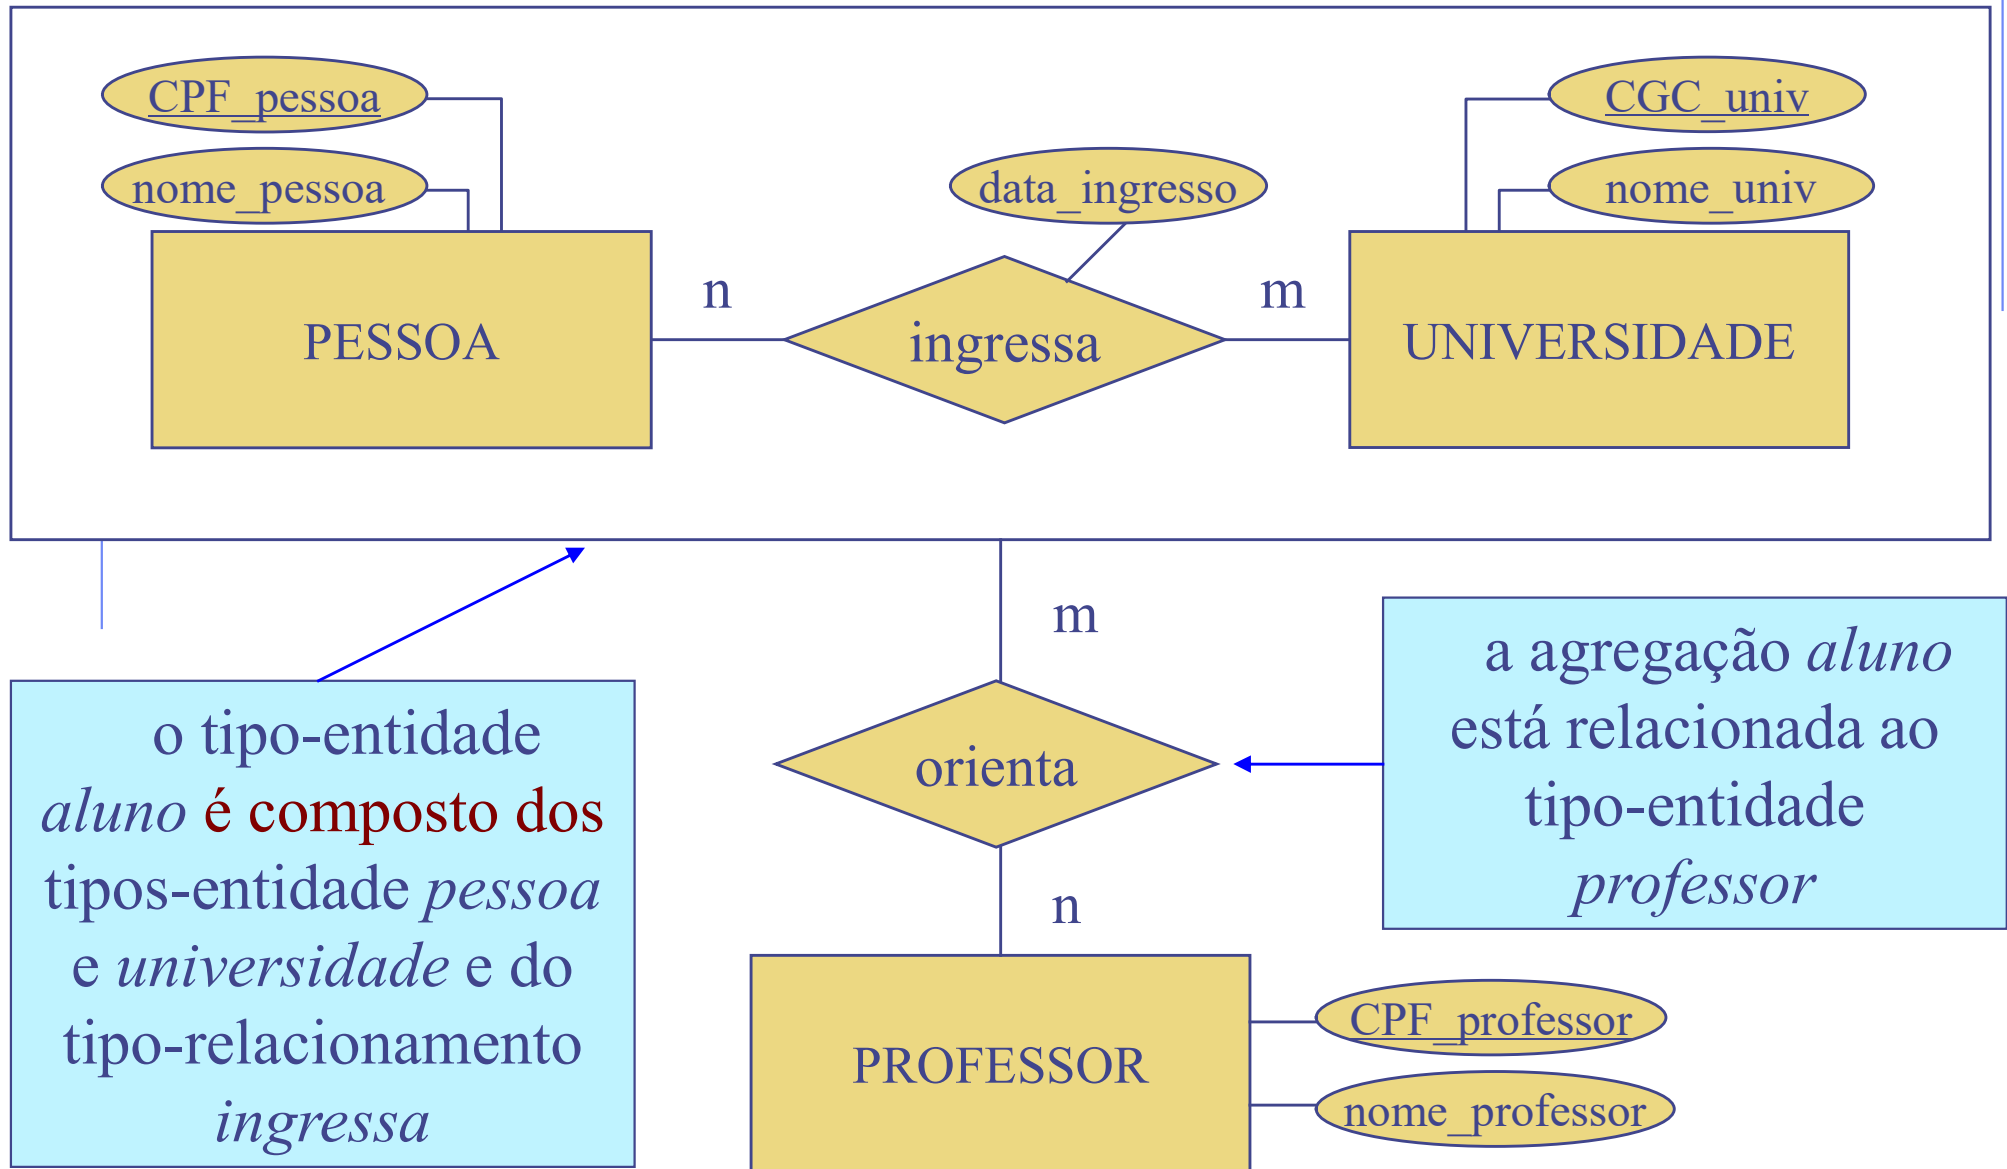 CPF_pessoa
nome_pessoa
PESSOA
n
ingressa
data_ingresso
m
CGC_univ
nome_univ
UNIVERSIDADE
o tipo-entidade
aluno é composto dos
tipos-entidade pessoa
e universidade e do
tipo-relacionamento
ingressa
m
orienta
n
PROFESSOR
CPF_professor
nome_professor
a agregação aluno
está relacionada ao
tipo-entidade
professor